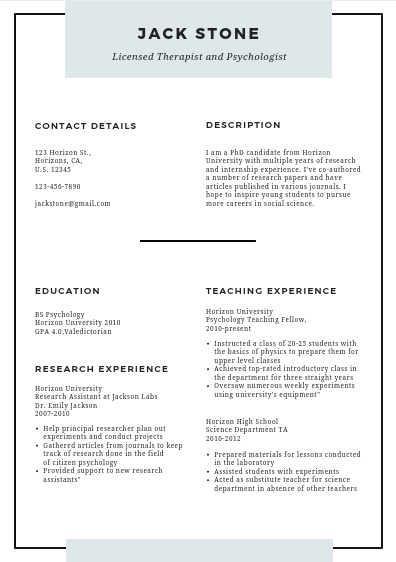 JACK STONE
Licensed Therapist and Psychologist
CONTACT DETAILS
123 Horizon St.,
Horizons, CA,
U.S. 12345
123-456-7890
jackstone@gmail.com
DESCRIPTION
I am a PhD candidate from Horizon
University with multiple years of research
and internship experience. I've co-authored
a number of research papers and have
articles published in various journals. I
hope to inspire young students to pursue
more careers in social science.
EDUCATION
BS Psychology
Horizon University 2010
GPA 4.0,Valedictorian
RESEARCH EXPERIENCE
Horizon University
Research Assistant at Jackson Labs
Dr. Emily Jackson
2007-2010
• Help principal researcher plan out
experiments and conduct projects
• Gathered articles from journals to keep
track of research done in the field
of citizen psychology
• Provided support to new research
assistants"
TEACHING EXPERIENCE
Horizon University
Psychology Teaching Fellow,
2010-present
• Instructed a class of 20-25 students with
the basics of physics to prepare them for
upper level classes
• Achieved top-rated introductory class in
the department for three straight years
• Oversaw numerous weekly experiments
using university's equipment"
Horizon High School
Science Department TA
2010-2012
• Prepared materials for lessons conducted
in the laboratory
• Assisted students with experiments
• Acted as substitute teacher for science
department in absence of other teachers